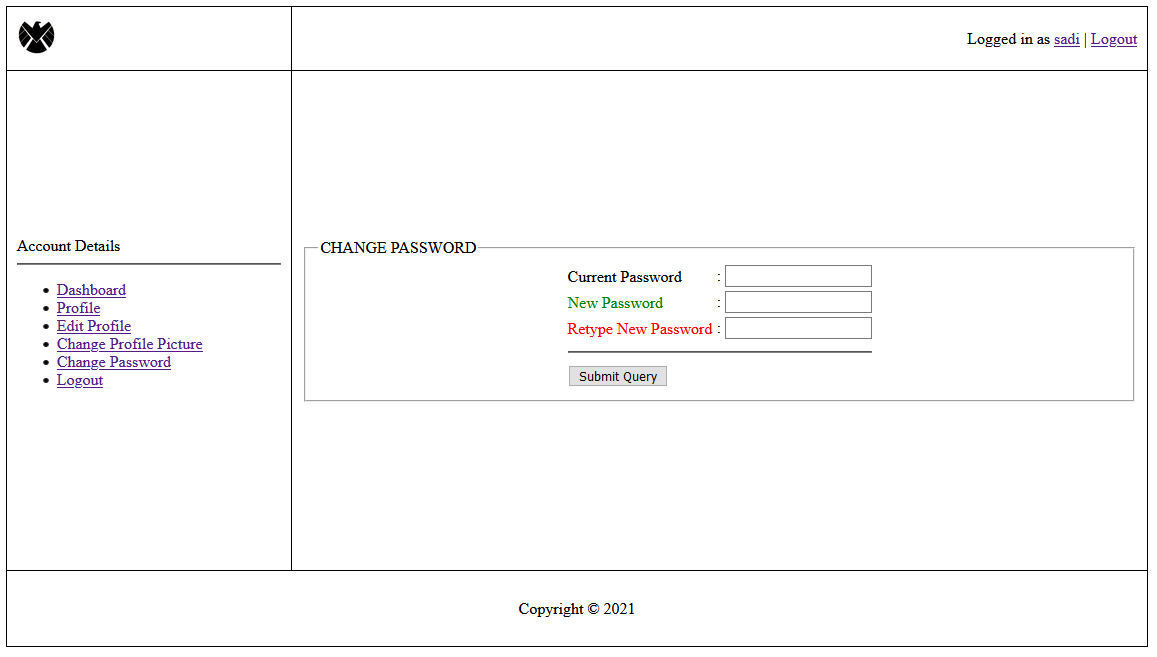 Logged in as sadi | Logout
Account Details
Dashboard
Profile
Edit Profile
Change Profile Picture
Change Password
Logout
CHANGE PASSWORD
Current Password :
New Password :
Retype New Password :
Submit Query
Copyright © 2021